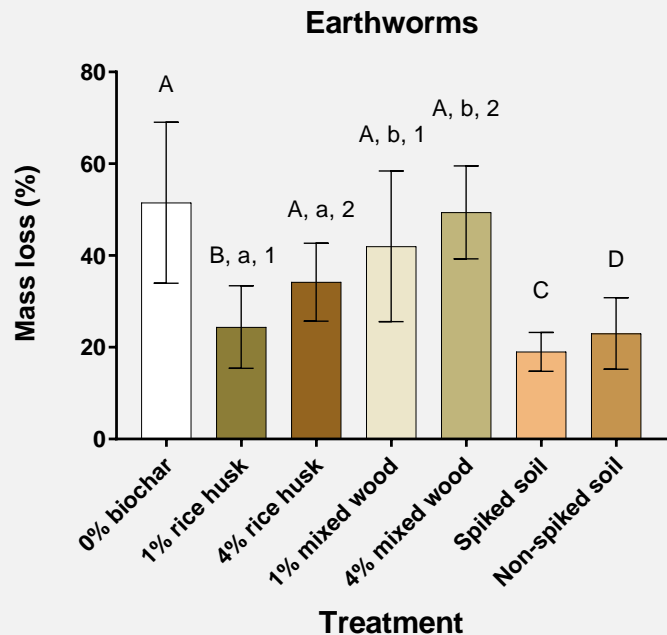 Earthworms
Mass loss (%)
80
60
40
20
0
A
B, a, 1
A, a, 2
A, b, 1
A, b, 2
C
D
0% biochar
1% rice husk
4% rice husk
1% mixed wood
4% mixed wood
Spiked soil
Non-spiked soil
Treatment